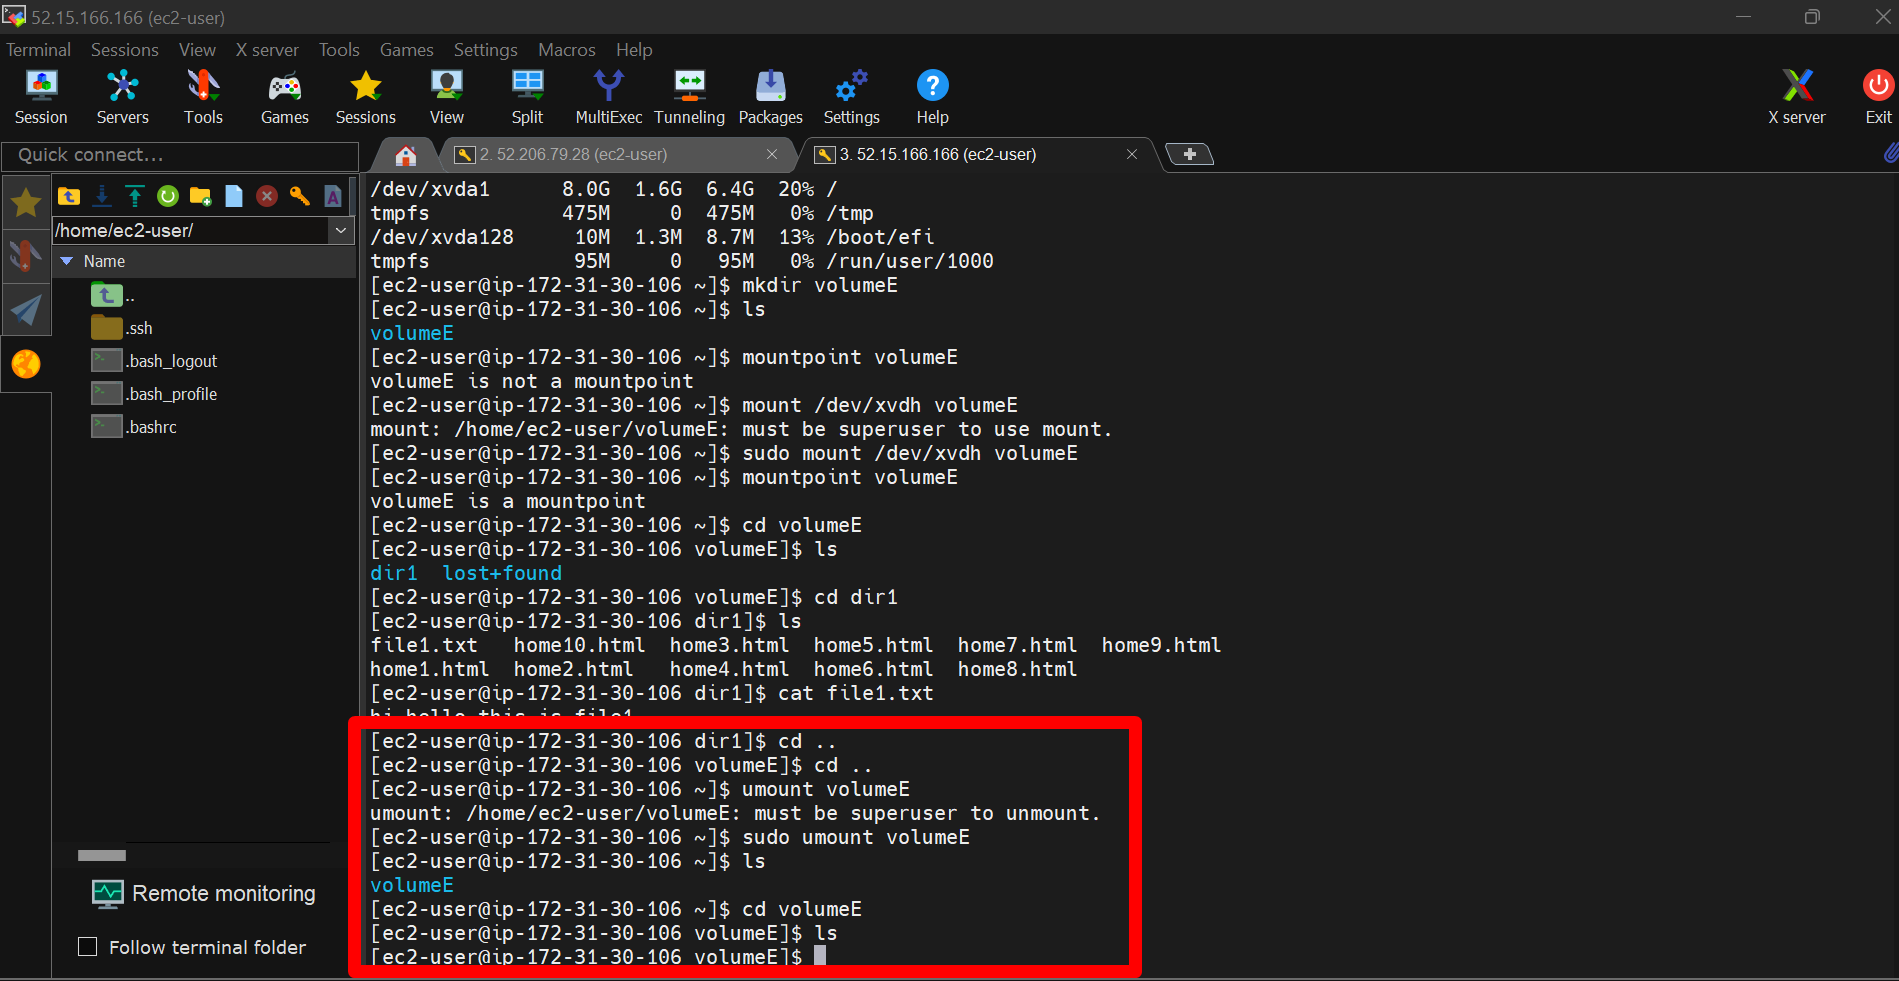 52.15.166.166 (ec2-user)
Terminal Sessions View X server Tools Games Settings Macros Help
Session Servers Tools Games Sessions View Split MultiExec Tunneling Packages Settings Help X server Exit
Quick connect...
2. 52.206.79.28 (ec2-user)
3. 52.15.166.166 (ec2-user)
/home/ec2-user/
Name
..
.ssh
.bash_logout
.bash_profile
.bashrc
Remote monitoring
Follow terminal folder
/dev/xvda1      8.0G  1.6G  6.4G  20% /
tmpfs           475M     0  475M   0% /tmp
/dev/xvda128     10M  1.3M  8.7M  13% /boot/efi
tmpfs            95M     0   95M   0% /run/user/1000
[ec2-user@ip-172-31-30-106 ~]$ mkdir volumeE
[ec2-user@ip-172-31-30-106 ~]$ ls
volumeE
[ec2-user@ip-172-31-30-106 ~]$ mountpoint volumeE
volumeE is not a mountpoint
[ec2-user@ip-172-31-30-106 ~]$ mount /dev/xvdh volumeE
mount: /home/ec2-user/volumeE: must be superuser to use mount.
[ec2-user@ip-172-31-30-106 ~]$ sudo mount /dev/xvdh volumeE
[ec2-user@ip-172-31-30-106 ~]$ mountpoint volumeE
volumeE is a mountpoint
[ec2-user@ip-172-31-30-106 ~]$ cd volumeE
[ec2-user@ip-172-31-30-106 volumeE]$ ls
dir1  lost+found
[ec2-user@ip-172-31-30-106 volumeE]$ cd dir1
[ec2-user@ip-172-31-30-106 dir1]$ ls
file1.txt   home10.html  home3.html  home5.html  home7.html  home9.html
home1.html  home2.html   home4.html  home6.html  home8.html
[ec2-user@ip-172-31-30-106 dir1]$ cat file1.txt
hi hello this is file1
[ec2-user@ip-172-31-30-106 dir1]$ cd ..
[ec2-user@ip-172-31-30-106 volumeE]$ cd ..
[ec2-user@ip-172-31-30-106 ~]$ umount volumeE
umount: /home/ec2-user/volumeE: must be superuser to unmount.
[ec2-user@ip-172-31-30-106 ~]$ sudo umount volumeE
[ec2-user@ip-172-31-30-106 ~]$ ls
volumeE
[ec2-user@ip-172-31-30-106 ~]$ cd volumeE
[ec2-user@ip-172-31-30-106 volumeE]$ ls
[ec2-user@ip-172-31-30-106 volumeE]$